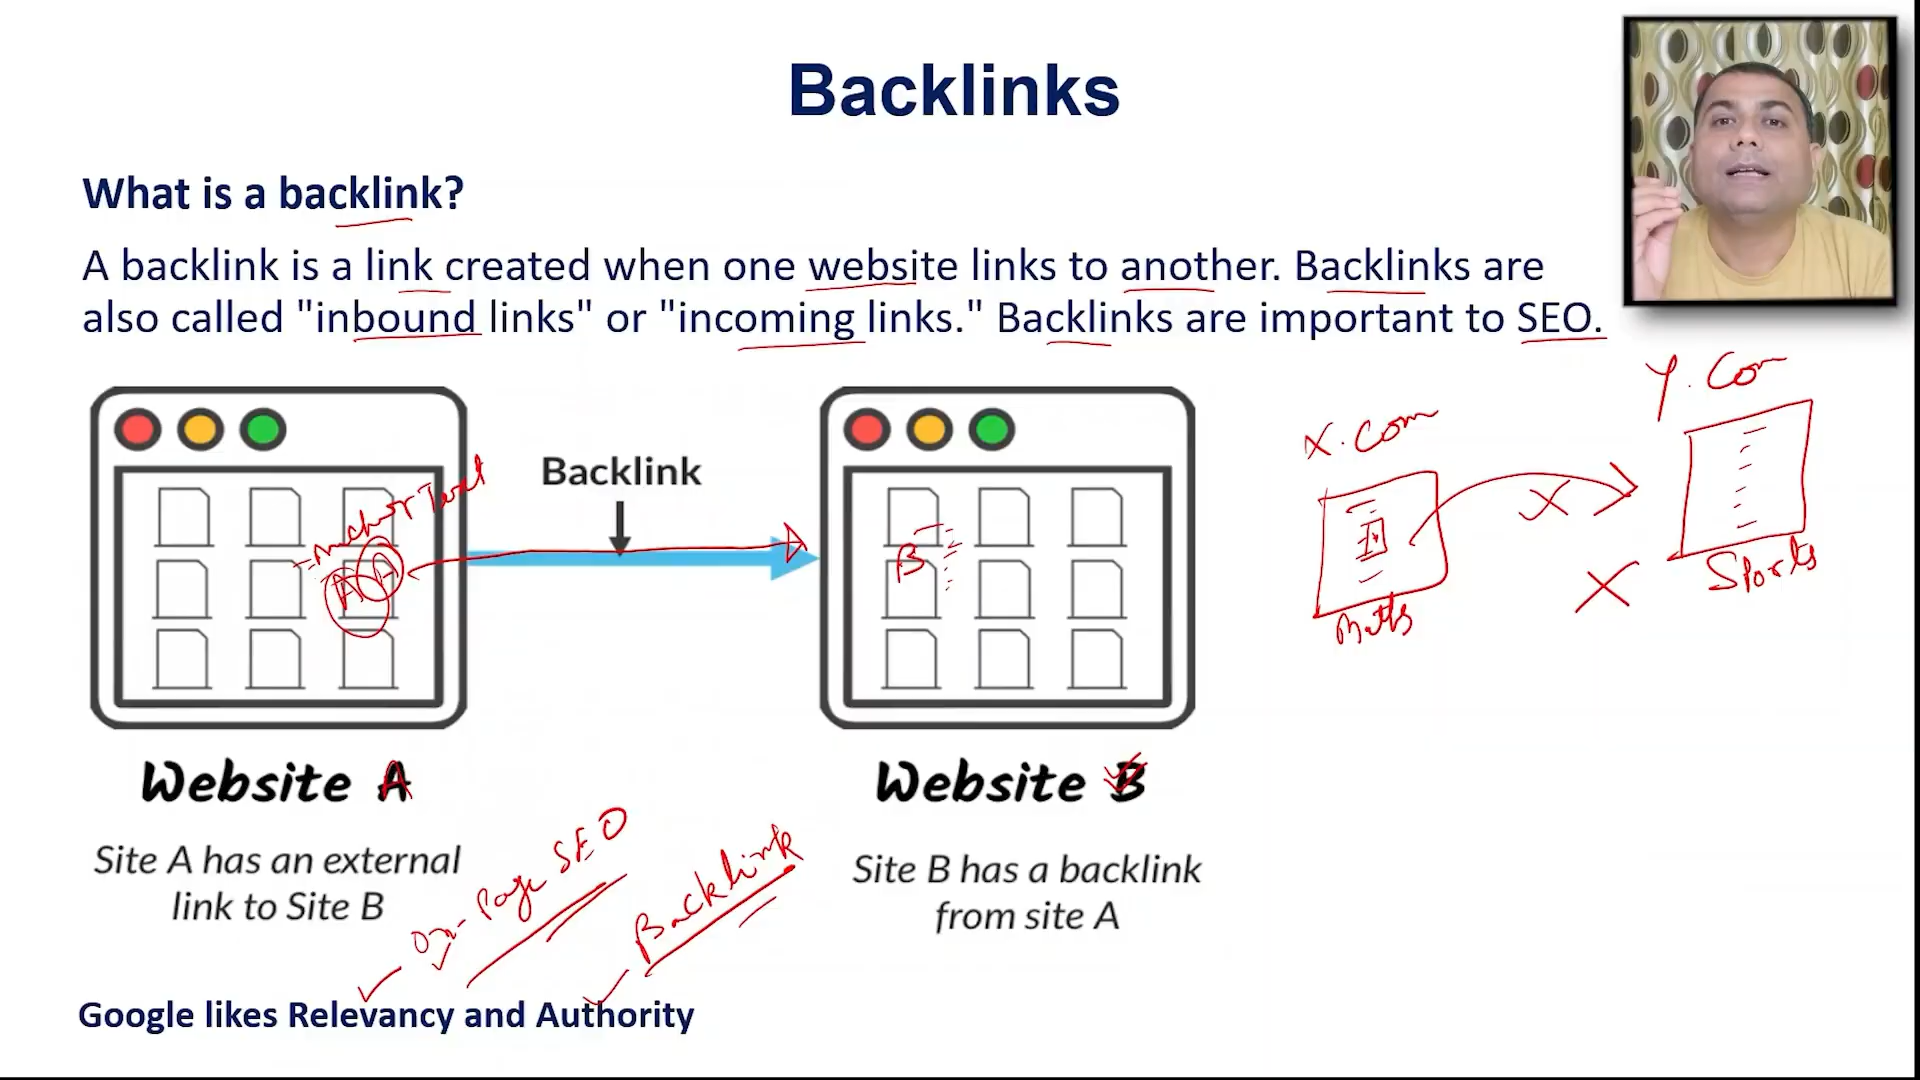 Backlinks
What is a backlink?
A backlink is a link created when one website links to another. Backlinks are
also called "inbound links" or "incoming links." Backlinks are important to SEO.
Y.Com
X.Com
Backlink
Anchor Text
A A
B
Maths
Sports
Website A
Website B
Site A has an external
link to Site B
On-Page SEO
Backlink
Site B has a backlink
from site A
Google likes Relevancy and Authority